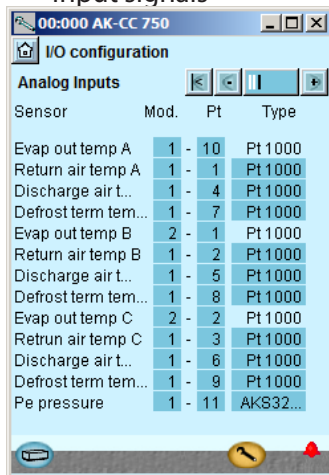 Input signals
00:000 AK-CC 750
I/O configuration
Analog Inputs
Sensor Mod. Pt Type
Evap out temp A 1 - 10 Pt 1000
Return air temp A 1 - 1 Pt 1000
Discharge air t... 1 - 4 Pt 1000
Defrost term tem... 1 - 7 Pt 1000
Evap out temp B 2 - 1 Pt 1000
Return air temp B 1 - 2 Pt 1000
Discharge air t... 1 - 5 Pt 1000
Defrost term tem... 1 - 8 Pt 1000
Evap out temp C 2 - 2 Pt 1000
Retrun air temp C 1 - 3 Pt 1000
Discharge air t... 1 - 6 Pt 1000
Defrost term tem... 1 - 9 Pt 1000
Pe pressure 1 - 11 AKS32...